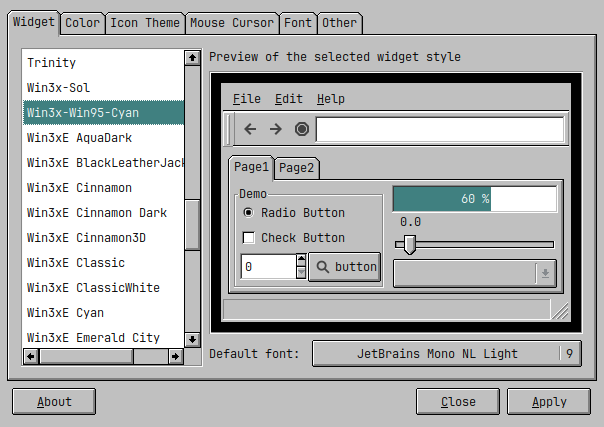 Widget Color Icon Theme Mouse Cursor Font Other
Trinity
Win3x-Sol
Win3x-Win95-Cyan
Win3xE AquaDark
Win3xE BlackLeatherJack
Win3xE Cinnamon
Win3xE Cinnamon Dark
Win3xE Cinnamon3D
Win3xE Classic
Win3xE ClassicWhite
Win3xE Cyan
Win3xE Emerald City
Preview of the selected widget style
File Edit Help
Page1 Page2
Demo
Radio Button
Check Button
0
button
60 %
0.0
Default font:
JetBrains Mono NL Light 9
About
Close
Apply